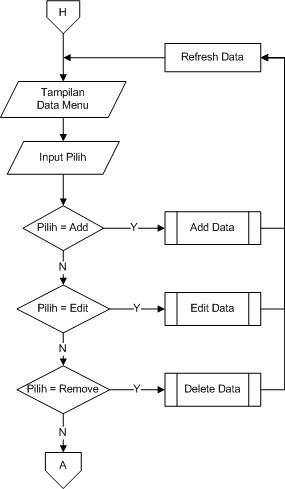 H
Refresh Data
Tampilan
Data Menu
Input Pilih
Pilih = Add
Y
Add Data
N
Pilih = Edit
Y
Edit Data
N
Pilih = Remove
Y
Delete Data
N
A